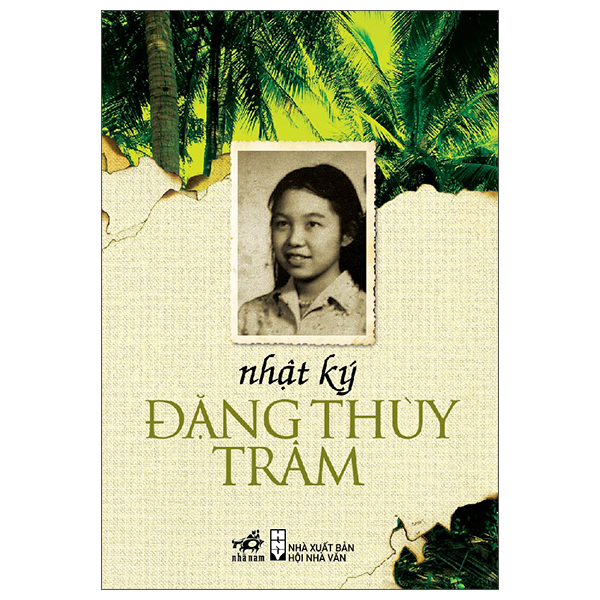 nhật ký
ĐẶNG THÙY
TRÂM
nhã nam
NHÀ XUẤT BẢN
HỘI NHÀ VĂN